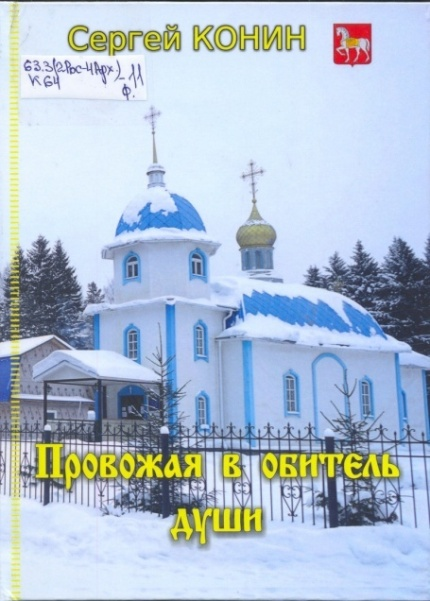 Сергей КОНИН
63.3(2Рос-4Арх)-11
К64
ф.
Провожая в обитель
души